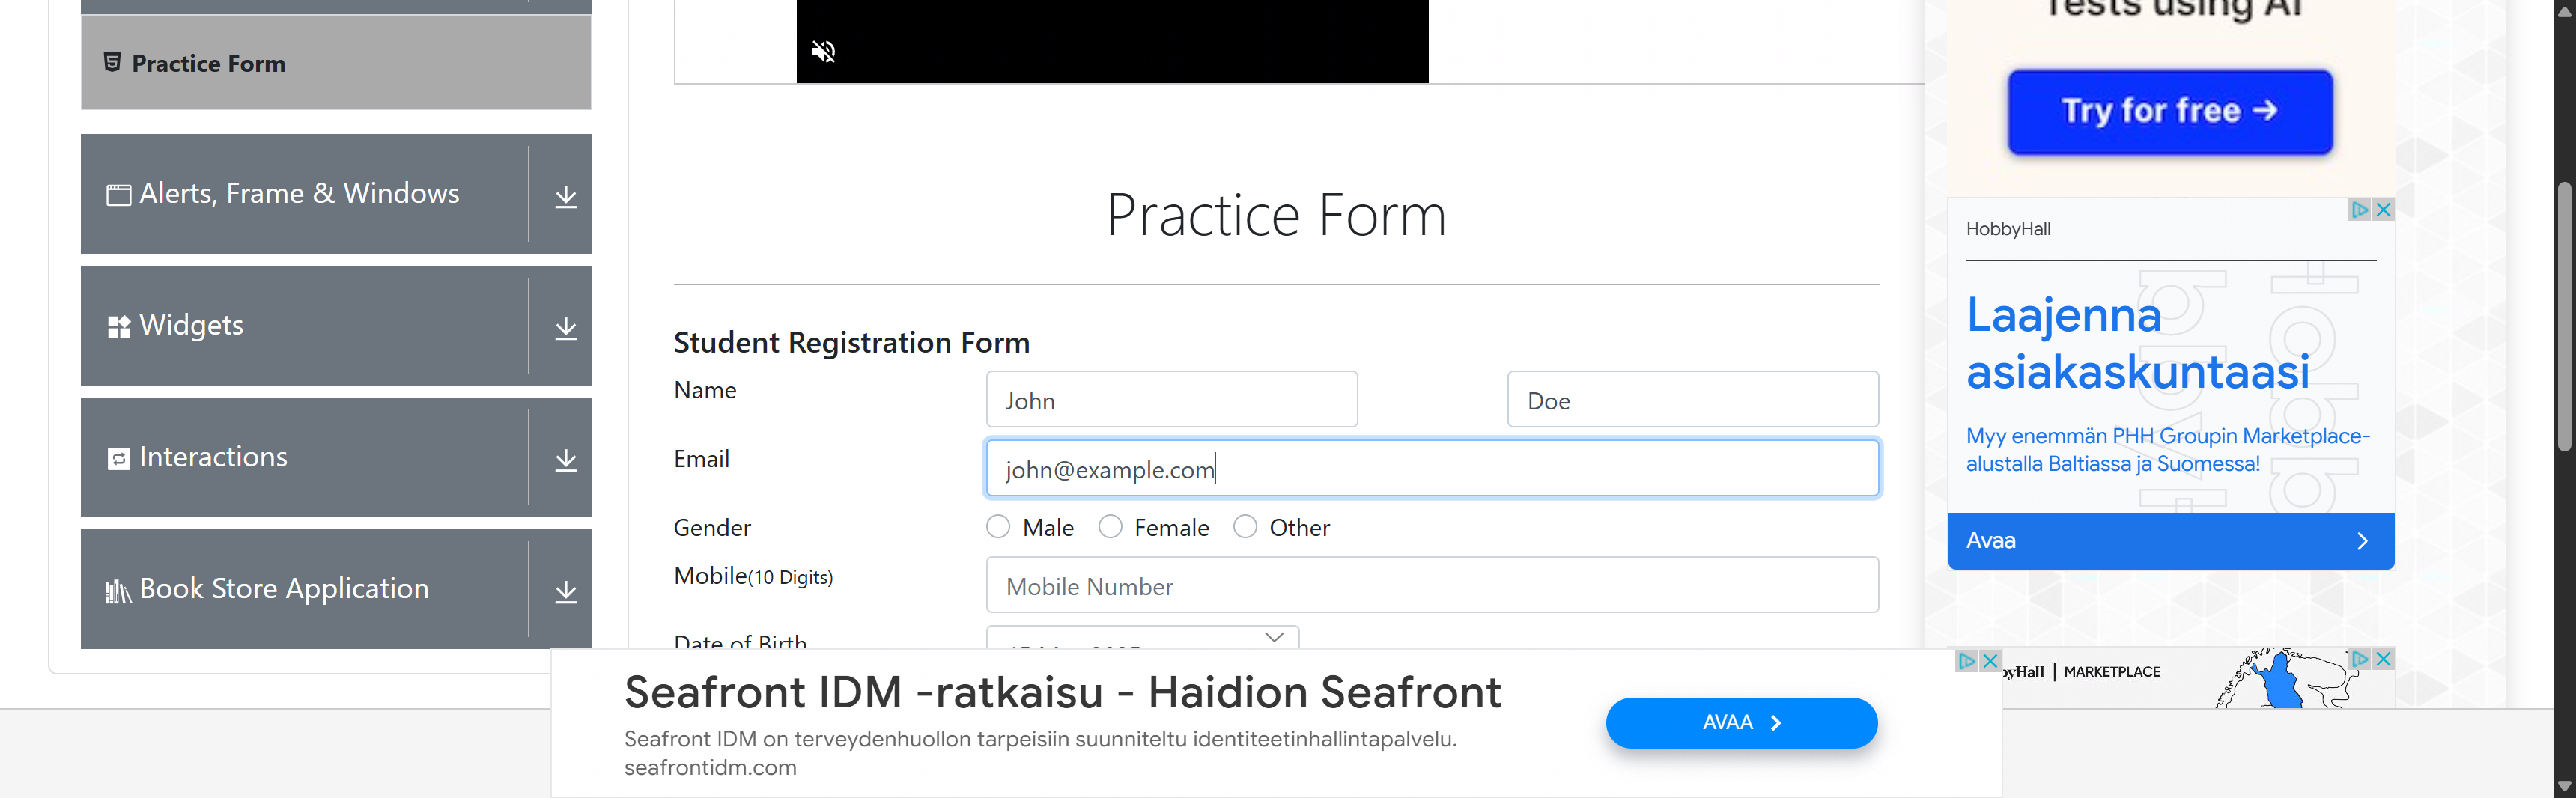 Practice Form
Alerts, Frame & Windows
Widgets
Interactions
Book Store Application
Practice Form
Student Registration Form
Name
John
Doe
Email
john@example.com
Gender
Male
Female
Other
Mobile(10 Digits)
Mobile Number
Date of Birth
Tests using AI
Try for free →
HobbyHall
Laajenna
asiakaskuntaasi
Myy enemmän PHH Groupin Marketplace-
alustalla Baltiassa ja Suomessa!
Avaa
MARKETPLACE
Seafront IDM -ratkaisu - Haidion Seafront
Seafront IDM on terveydenhuollon tarpeisiin suunniteltu identiteetinhallintapalvelu.
seafrontidm.com
AVAA